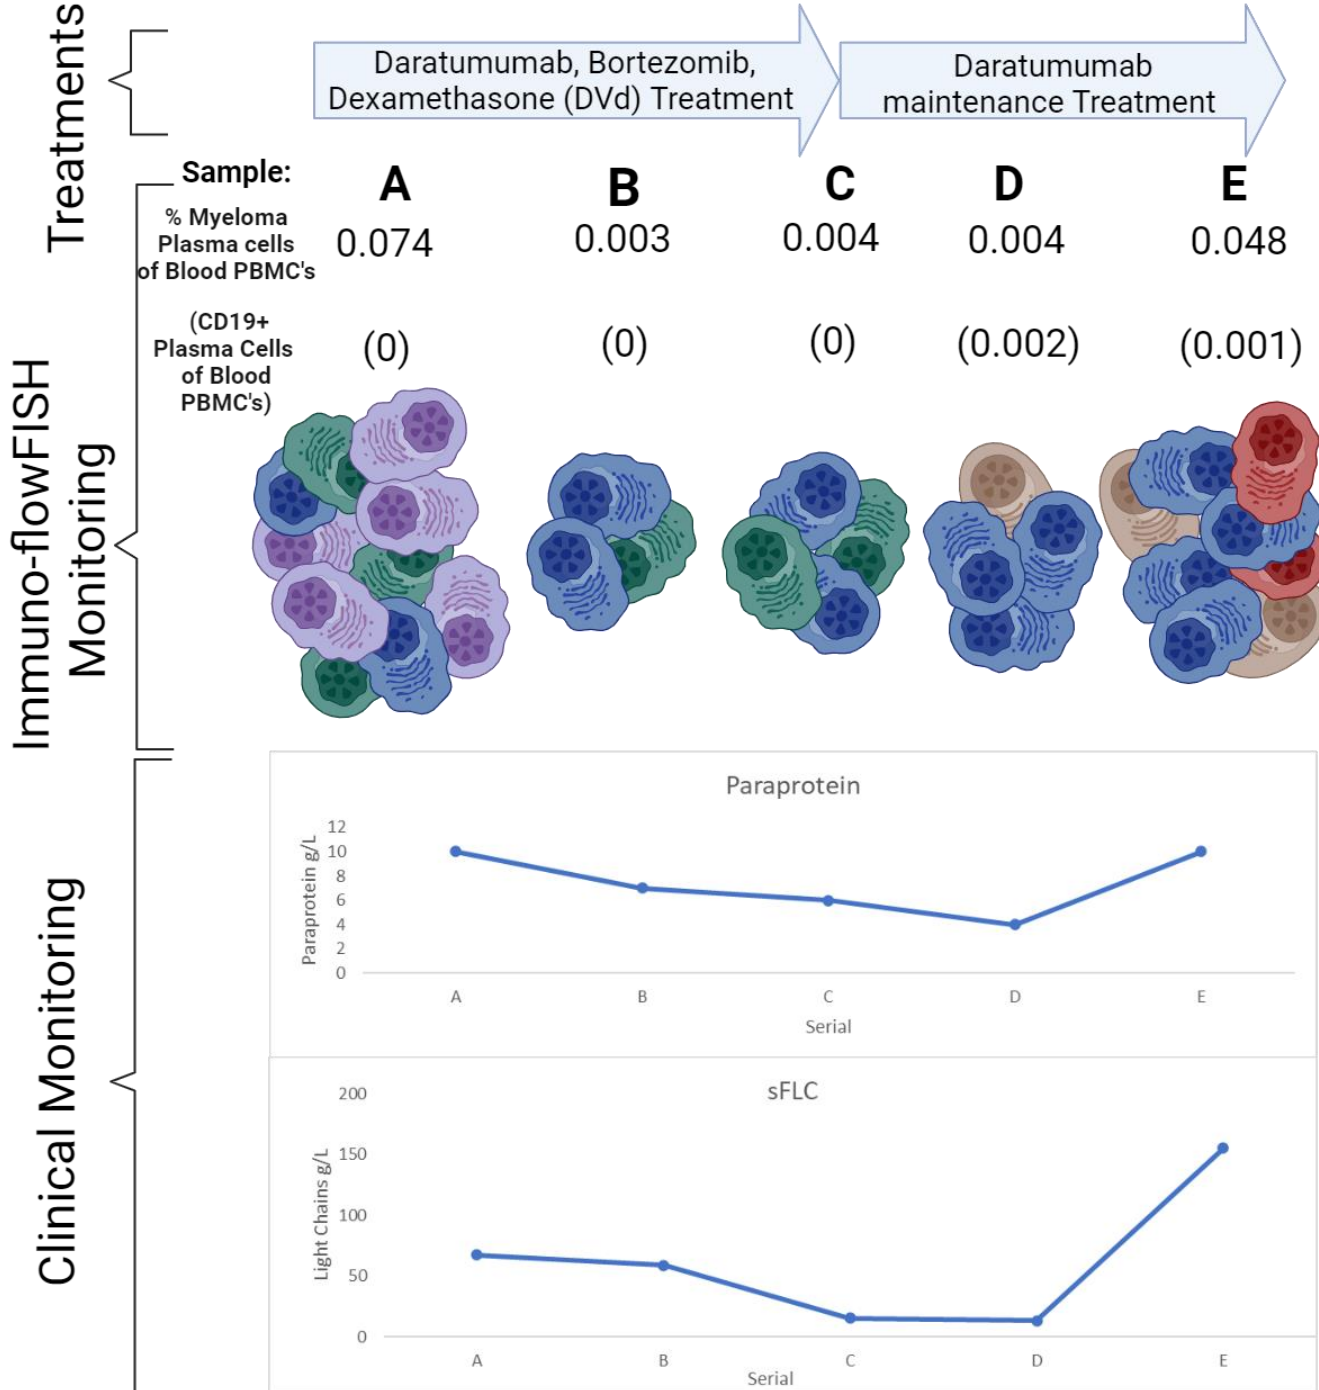 Treatments
Daratumumab, Bortezomib,
Dexamethasone (DVd) Treatment
Daratumumab
maintenance Treatment
Immuno-flowFISH
Monitoring
Sample:
A
B
C
D
E
% Myeloma
Plasma cells
of Blood PBMC's
0.074
0.003
0.004
0.004
0.048
(CD19+
Plasma Cells
of Blood
PBMC's)
(0)
(0)
(0)
(0.002)
(0.001)
Clinical Monitoring
Paraprotein
Paraprotein g/L
12
10
8
6
4
2
0
A
B
C
D
E
Serial
sFLC
Light Chains g/L
200
150
100
50
0
A
B
C
D
E
Serial